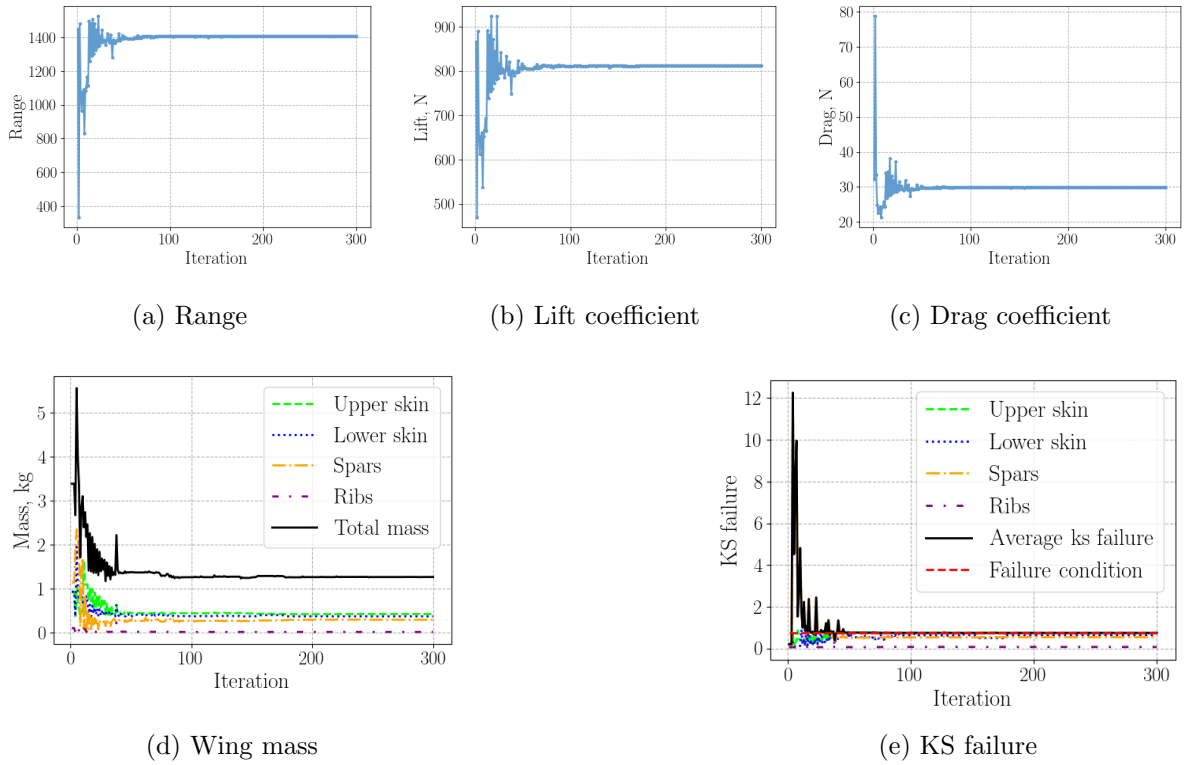 Range
1400
1200
1000
800
600
400
0
100
200
300
Iteration
Lift, N
900
800
700
600
500
0
100
200
300
Iteration
Drag, N
80
70
60
50
40
30
20
0
100
200
300
Iteration
(a) Range
(b) Lift coefficient
(c) Drag coefficient
Mass, kg
5
4
3
2
1
0
0
100
200
300
Iteration
Upper skin
Lower skin
Spars
Ribs
Total mass
KS failure
12
10
8
6
4
2
0
0
100
200
300
Iteration
Upper skin
Lower skin
Spars
Ribs
Average ks failure
Failure condition
(d) Wing mass
(e) KS failure